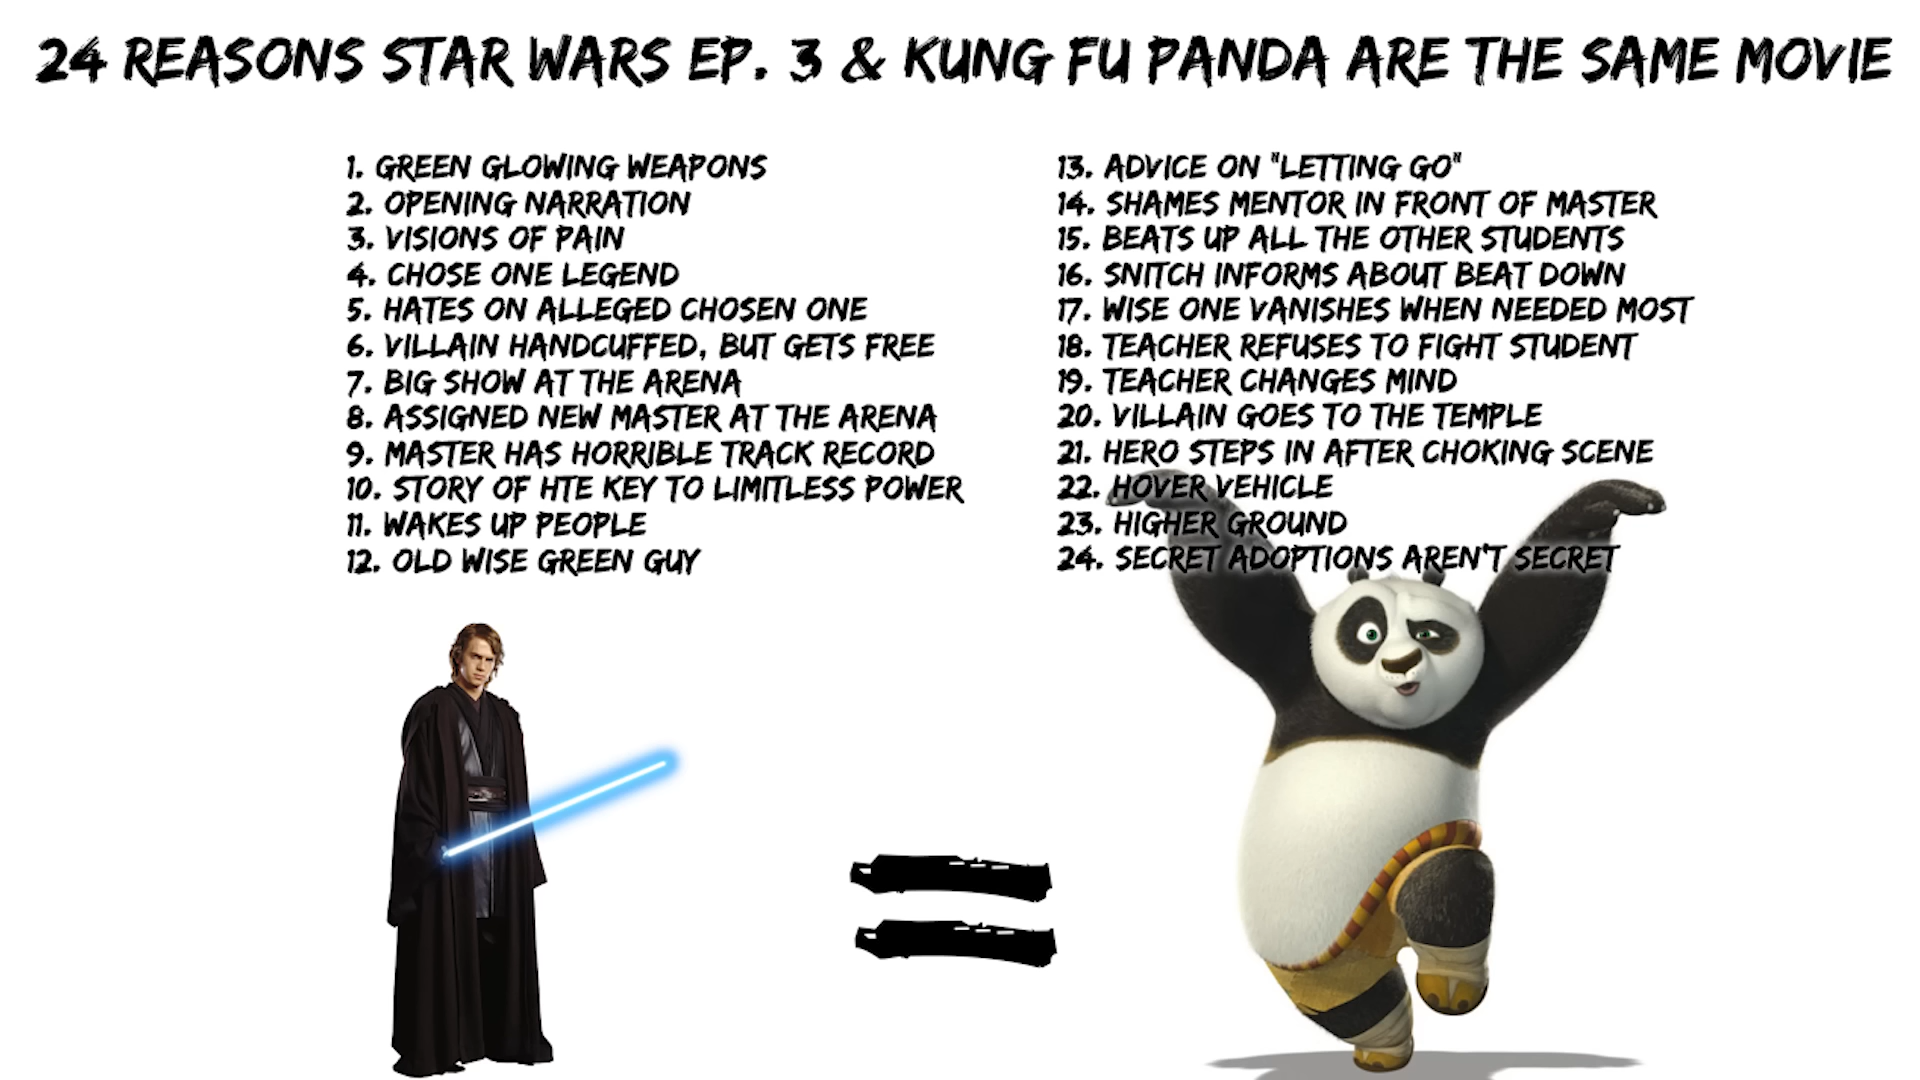 24 REASONS STAR WARS EP. 3 & KUNG FU PANDA ARE THE SAME MOVIE
1. GREEN GLOWING WEAPONS
2. OPENING NARRATION
3. VISIONS OF PAIN
4. CHOSE ONE LEGEND
5. HATES ON ALLEGED CHOSEN ONE
6. VILLAIN HANDCUFFED, BUT GETS FREE
7. BIG SHOW AT THE ARENA
8. ASSIGNED NEW MASTER AT THE ARENA
9. MASTER HAS HORRIBLE TRACK RECORD
10. STORY OF HTE KEY TO LIMITLESS POWER
11. WAKES UP PEOPLE
12. OLD WISE GREEN GUY
13. ADVICE ON "LETTING GO"
14. SHAMES MENTOR IN FRONT OF MASTER
15. BEATS UP ALL THE OTHER STUDENTS
16. SNITCH INFORMS ABOUT BEAT DOWN
17. WISE ONE VANISHES WHEN NEEDED MOST
18. TEACHER REFUSES TO FIGHT STUDENT
19. TEACHER CHANGES MIND
20. VILLAIN GOES TO THE TEMPLE
21. HERO STEPS IN AFTER CHOKING SCENE
22. HOVER VEHICLE
23. HIGHER GROUND
24. SECRET ADOPTIONS AREN'T SECRET
=